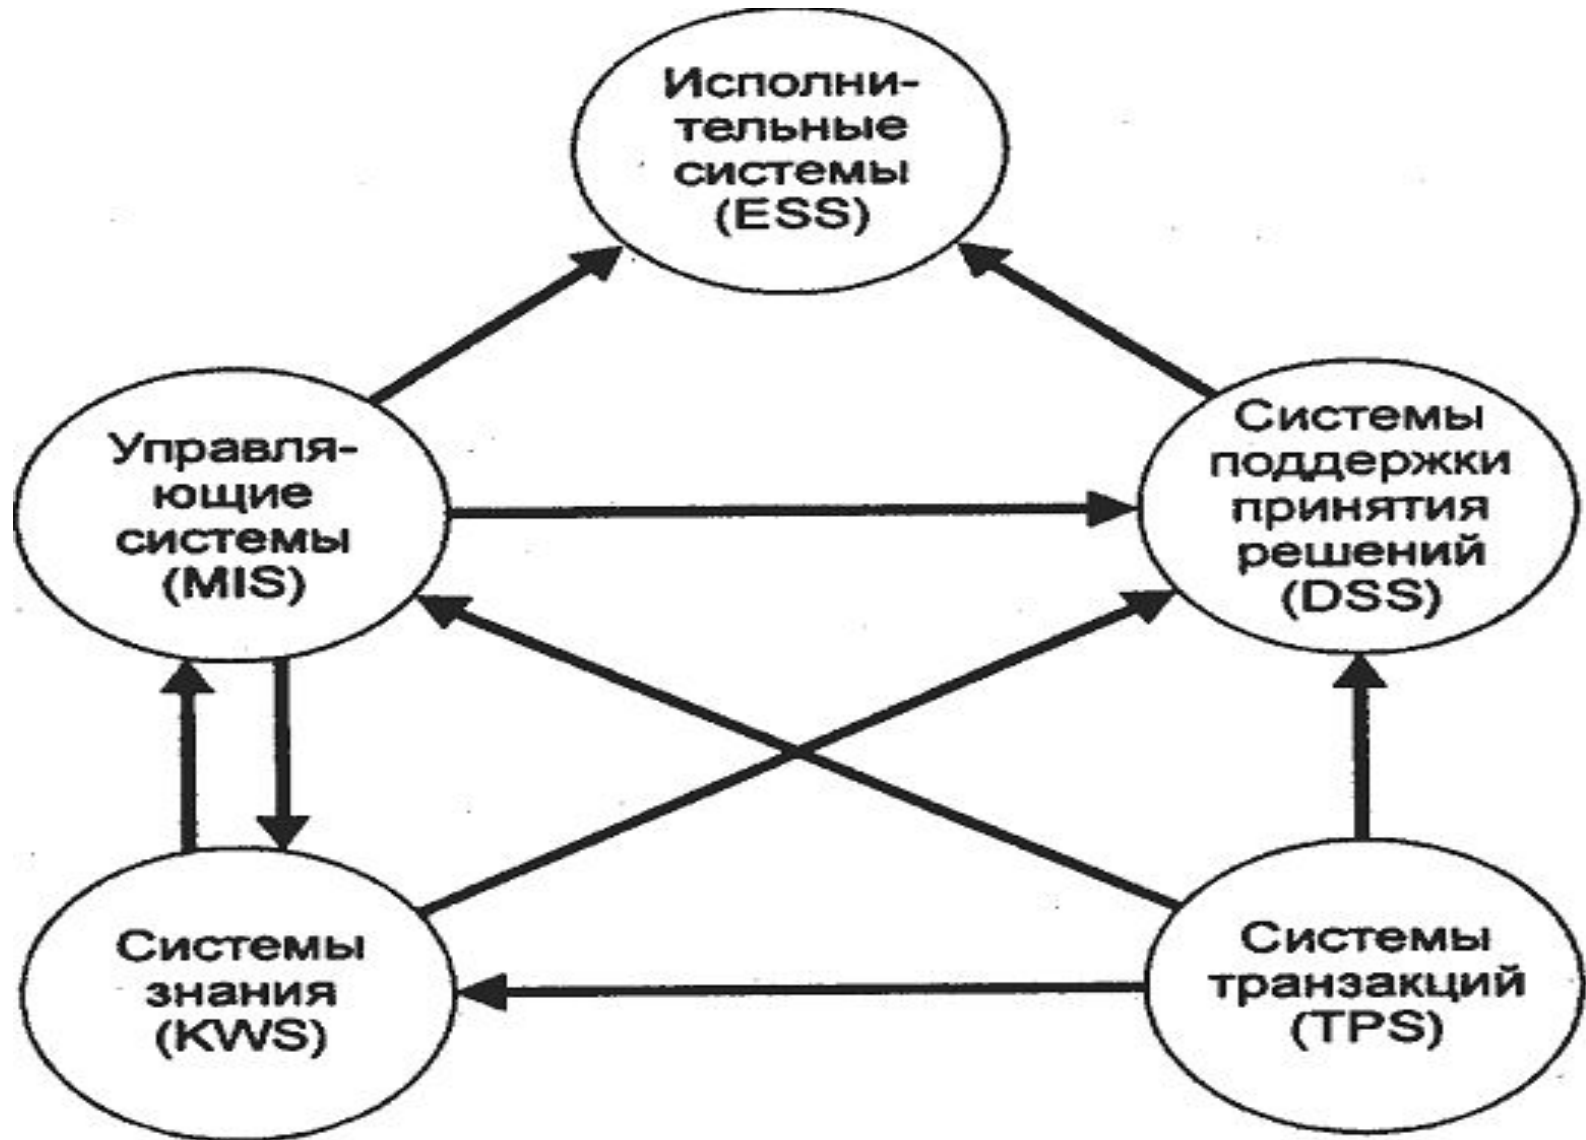 Исполни-
тельные
системы
(ESS)
Управля-
ющие
системы
(MIS)
Системы
поддержки
принятия
решений
(DSS)
Системы
знания
(KWS)
Системы
транзакций
(TPS)